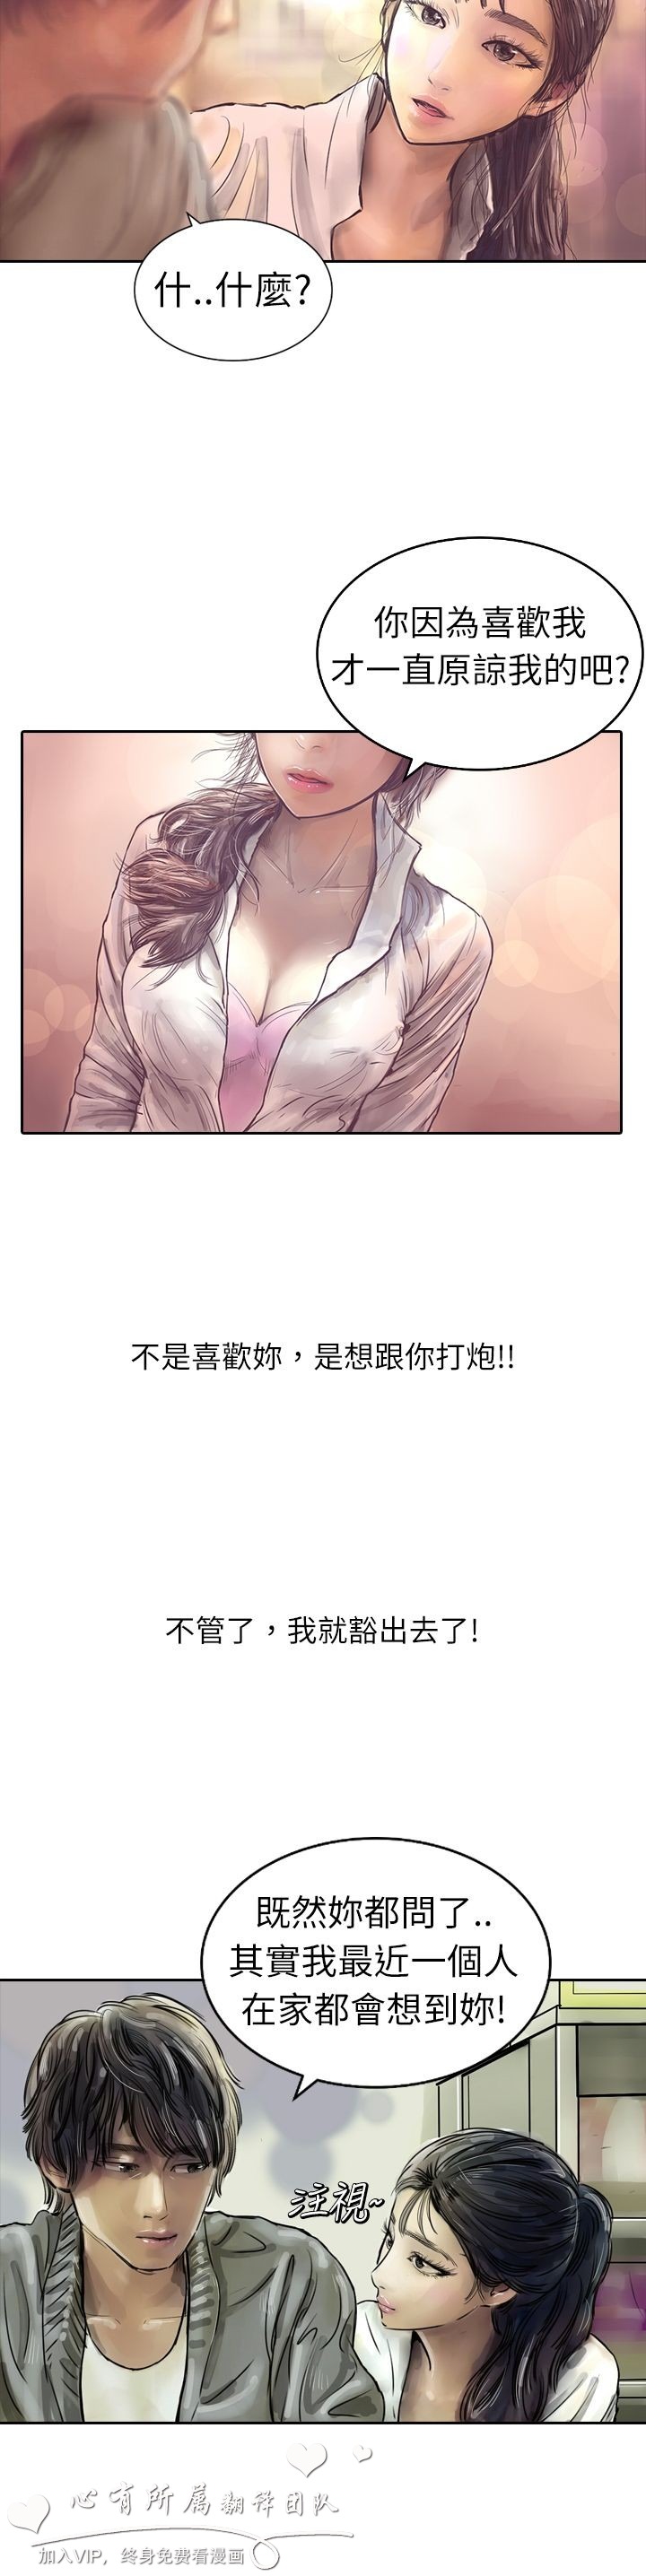 什..什麼?
你因為喜歡我
才一直原諒我的吧?
不是喜歡妳，是想跟你打炮!!
不管了，我就豁出去了!
既然妳都問了..
其實我最近一個人
在家都會想到妳!
注視~
心有所属翻译团队
加入VIP，终身免费看漫画